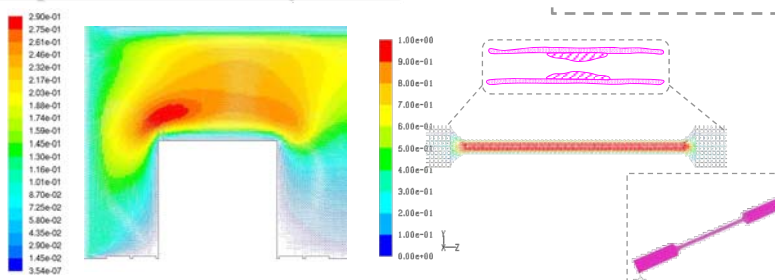 2.90e-01
2.75e-01
2.61e-01
2.46e-01
2.32e-01
2.17e-01
2.03e-01
1.88e-01
1.74e-01
1.59e-01
1.45e-01
1.30e-01
1.16e-01
1.01e-01
8.70e-02
7.25e-02
5.80e-02
4.35e-02
2.90e-02
1.45e-02
3.54e-07
1.00e+00
9.00e-01
8.00e-01
7.00e-01
6.00e-01
5.00e-01
4.00e-01
3.00e-01
2.00e-01
1.00e-01
0.00e+00
Y
X
Z